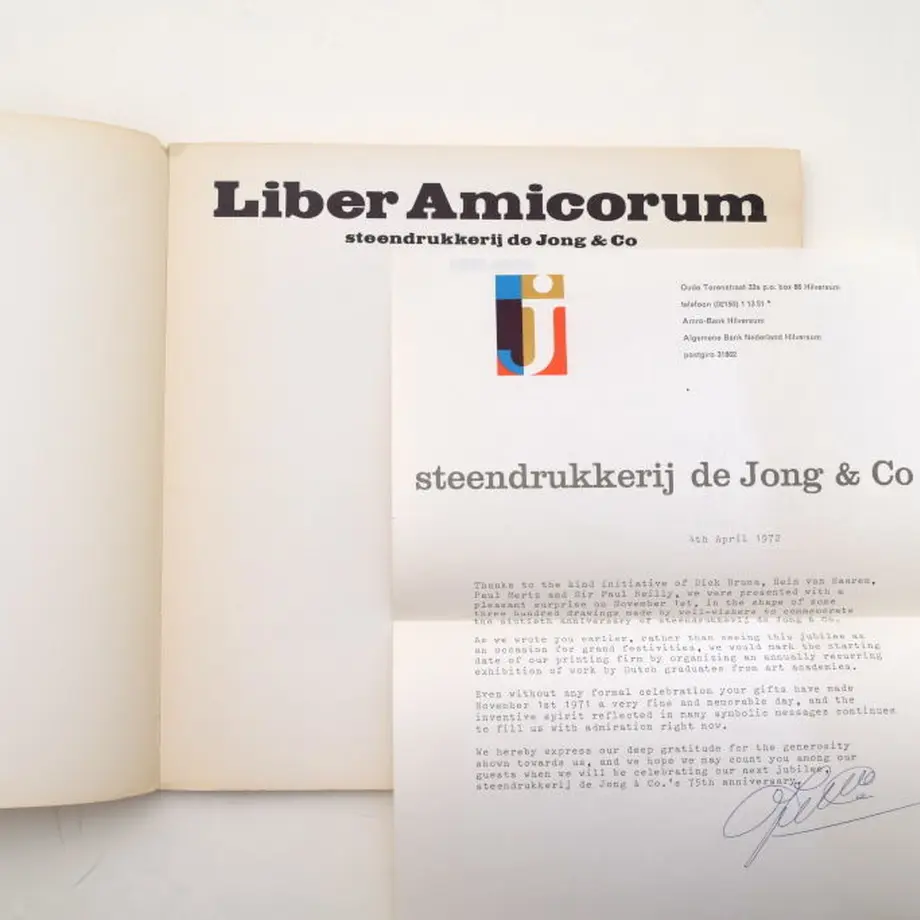 Liber Amicorum
steendrukkerij de Jong & Co
j
Oude Torenstraat 32a p.o. box 86 Hilversum
telefoon (02150) 1 12 51 *
Amro-Bank Hilversum
Algemene Bank Nederland Hilversum
postgiro 31802
steendrukkerij de Jong & Co
4th April 1972
Thanks to the kind initiative of Dick Bruna, Hein van Haaren,
Paul Mertz and Sir Paul Reilly, we were presented with a
pleasant surprise on November 1st, in the shape of some
three hundred drawings made by well-wishers to commemorate
the sixtieth anniversary of steendrukkerij de Jong & Co.
As we wrote you earlier, rather than seeing this jubilee as
an occasion for grand festivities, we would mark the starting
date of our printing firm by organizing an annually recurring
exhibition of work by Dutch graduates from art academies.
Even without any formal celebration your gifts have made
November 1st 1971 a very fine and memorable day, and the
inventive spirit reflected in many symbolic messages continues
to fill us with admiration right now.
We hereby express our deep gratitude for the generosity
shown towards us, and we hope we may count you among our
guests when we will be celebrating our next jubilee,
steendrukkerij de Jong & Co.'s 75th anniversary.